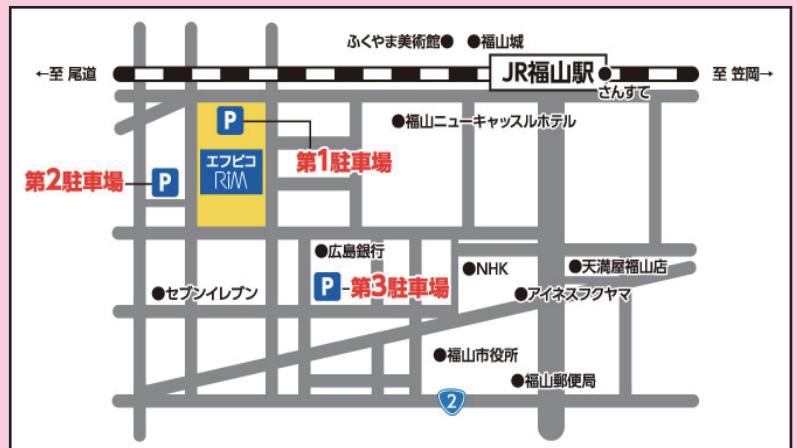 ふくやま美術館● ●福山城
←至 尾道
JR福山駅
至 笠岡→
さんすて
P
●福山ニューキャッスルホテル
エフピコ
RiM
第1駐車場
第2駐車場
P
●広島銀行
●NHK
●天満屋福山店
P
第3駐車場
●セブンイレブン
●アイネスフクヤマ
●福山市役所
●福山郵便局
2